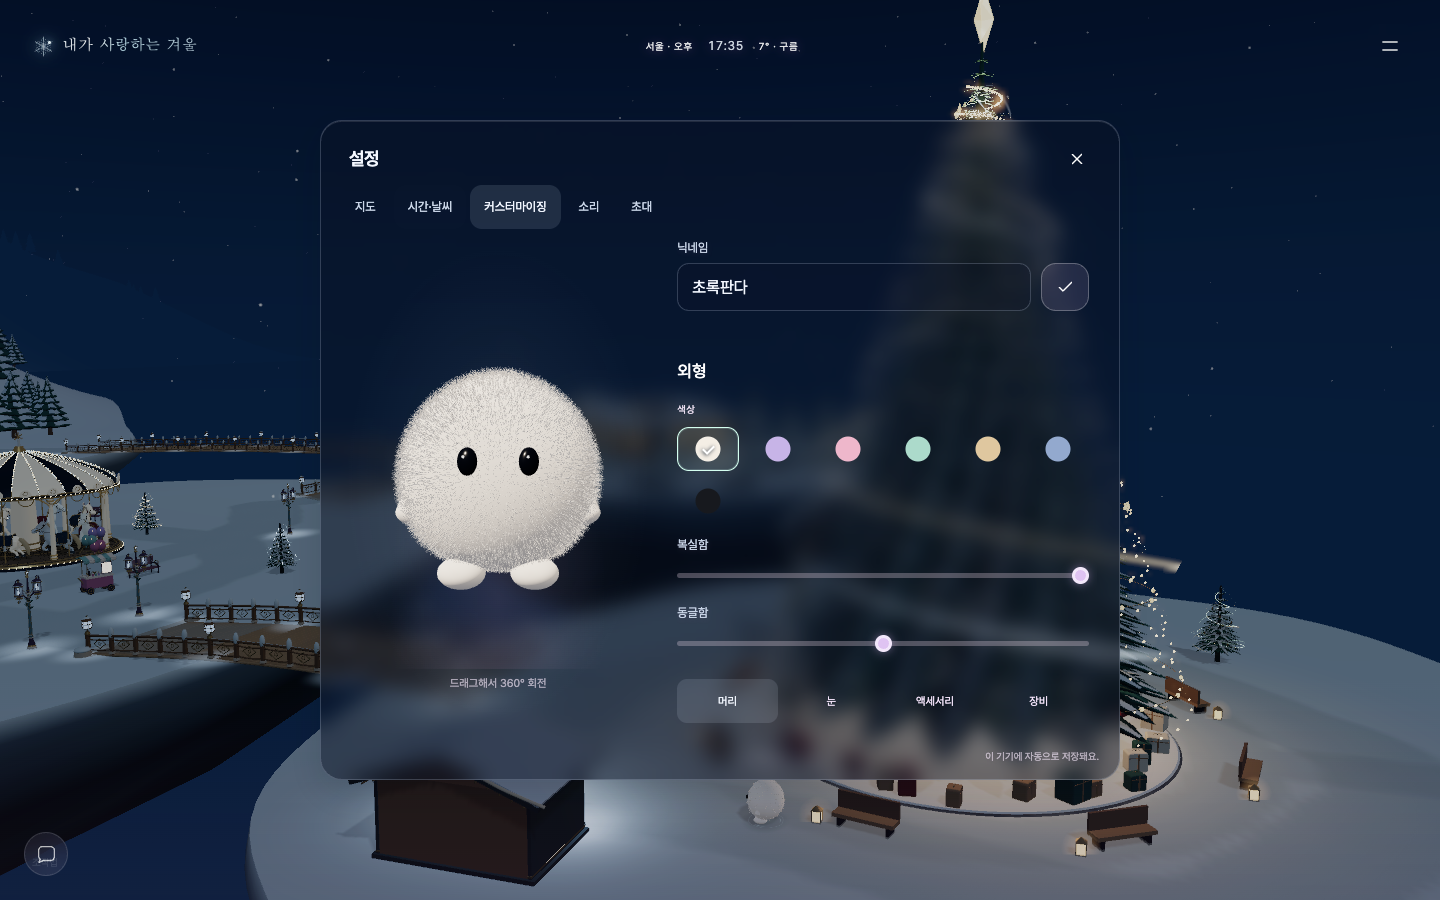 내가 사랑하는 겨울
서울 · 오후 17:35 · 7° · 구름
설정
지도 시간·날씨 커스터마이징 소리 초대
닉네임
초록판다
외형
색상
복실함
동글함
드래그해서 360° 회전
머리 눈 액세서리 장비
이 기기에 자동으로 저장돼요.